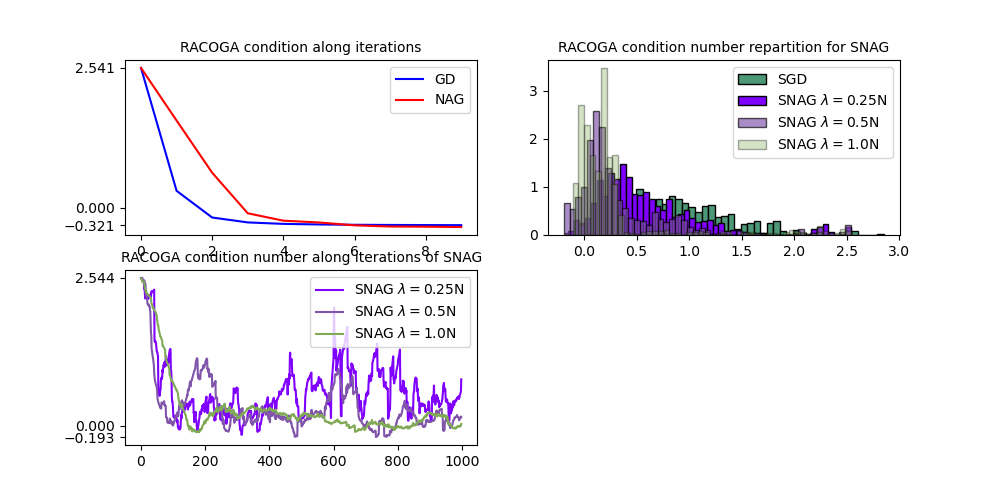 RACOGA condition along iterations
2.541
0.000
−0.321
GD
NAG
0 2 4 6 8
RACOGA condition number repartition for SNAG
3
2
1
0
SGD
SNAG λ = 0.25N
SNAG λ = 0.5N
SNAG λ = 1.0N
0.0 0.5 1.0 1.5 2.0 2.5 3.0
RACOGA condition number along iterations of SNAG
2.544
0.000
−0.193
SNAG λ = 0.25N
SNAG λ = 0.5N
SNAG λ = 1.0N
0 200 400 600 800 1000